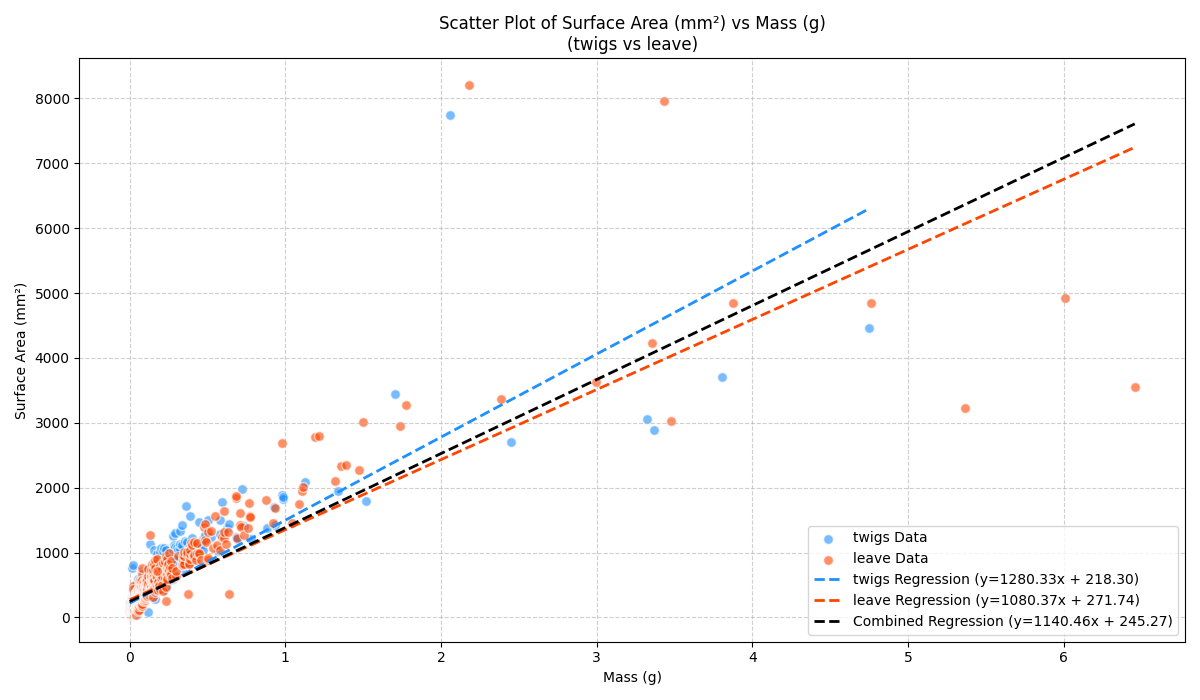 Scatter Plot of Surface Area (mm²) vs Mass (g)
(twigs vs leave)
Surface Area (mm²)
8000
7000
6000
5000
4000
3000
2000
1000
0
0 1 2 3 4 5 6
Mass (g)
twigs Data
leave Data
twigs Regression (y=1280.33x + 218.30)
leave Regression (y=1080.37x + 271.74)
Combined Regression (y=1140.46x + 245.27)